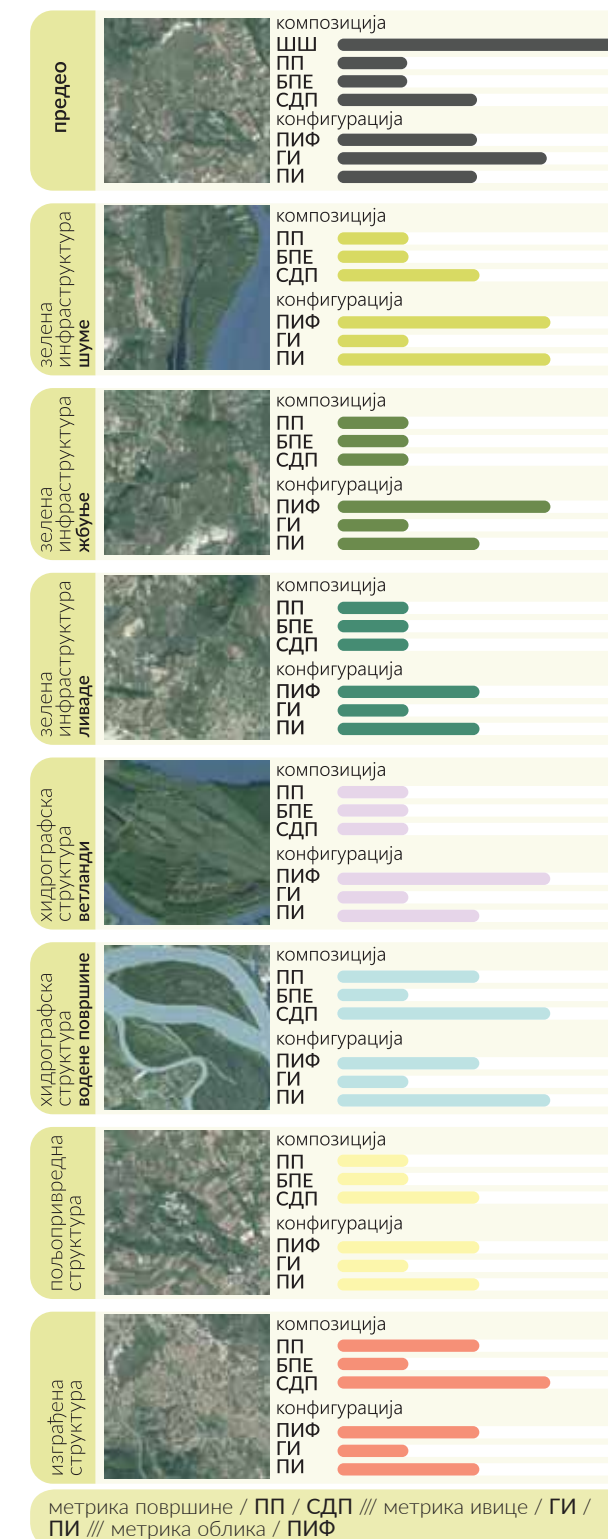 предео
композиција
ШШ
ПП
БПЕ
СДП
конфигурација
ПИФ
ГИ
ПИ
зелена
инфраструктура
шуме
композиција
ПП
БПЕ
СДП
конфигурација
ПИФ
ГИ
ПИ
зелена
инфраструктура
жбуње
композиција
ПП
БПЕ
СДП
конфигурација
ПИФ
ГИ
ПИ
зелена
инфраструктура
ливаде
композиција
ПП
БПЕ
СДП
конфигурација
ПИФ
ГИ
ПИ
хидрографска
структура
ветланди
композиција
ПП
БПЕ
СДП
конфигурација
ПИФ
ГИ
ПИ
хидрографска
структура
водене површине
композиција
ПП
БПЕ
СДП
конфигурација
ПИФ
ГИ
ПИ
пољопривредна
структура
композиција
ПП
БПЕ
СДП
конфигурација
ПИФ
ГИ
ПИ
изграђена
структура
композиција
ПП
БПЕ
СДП
конфигурација
ПИФ
ГИ
ПИ
метрика површине / ПП / СДП /// метрика ивице / ГИ /
ПИ /// метрика облика / ПИФ